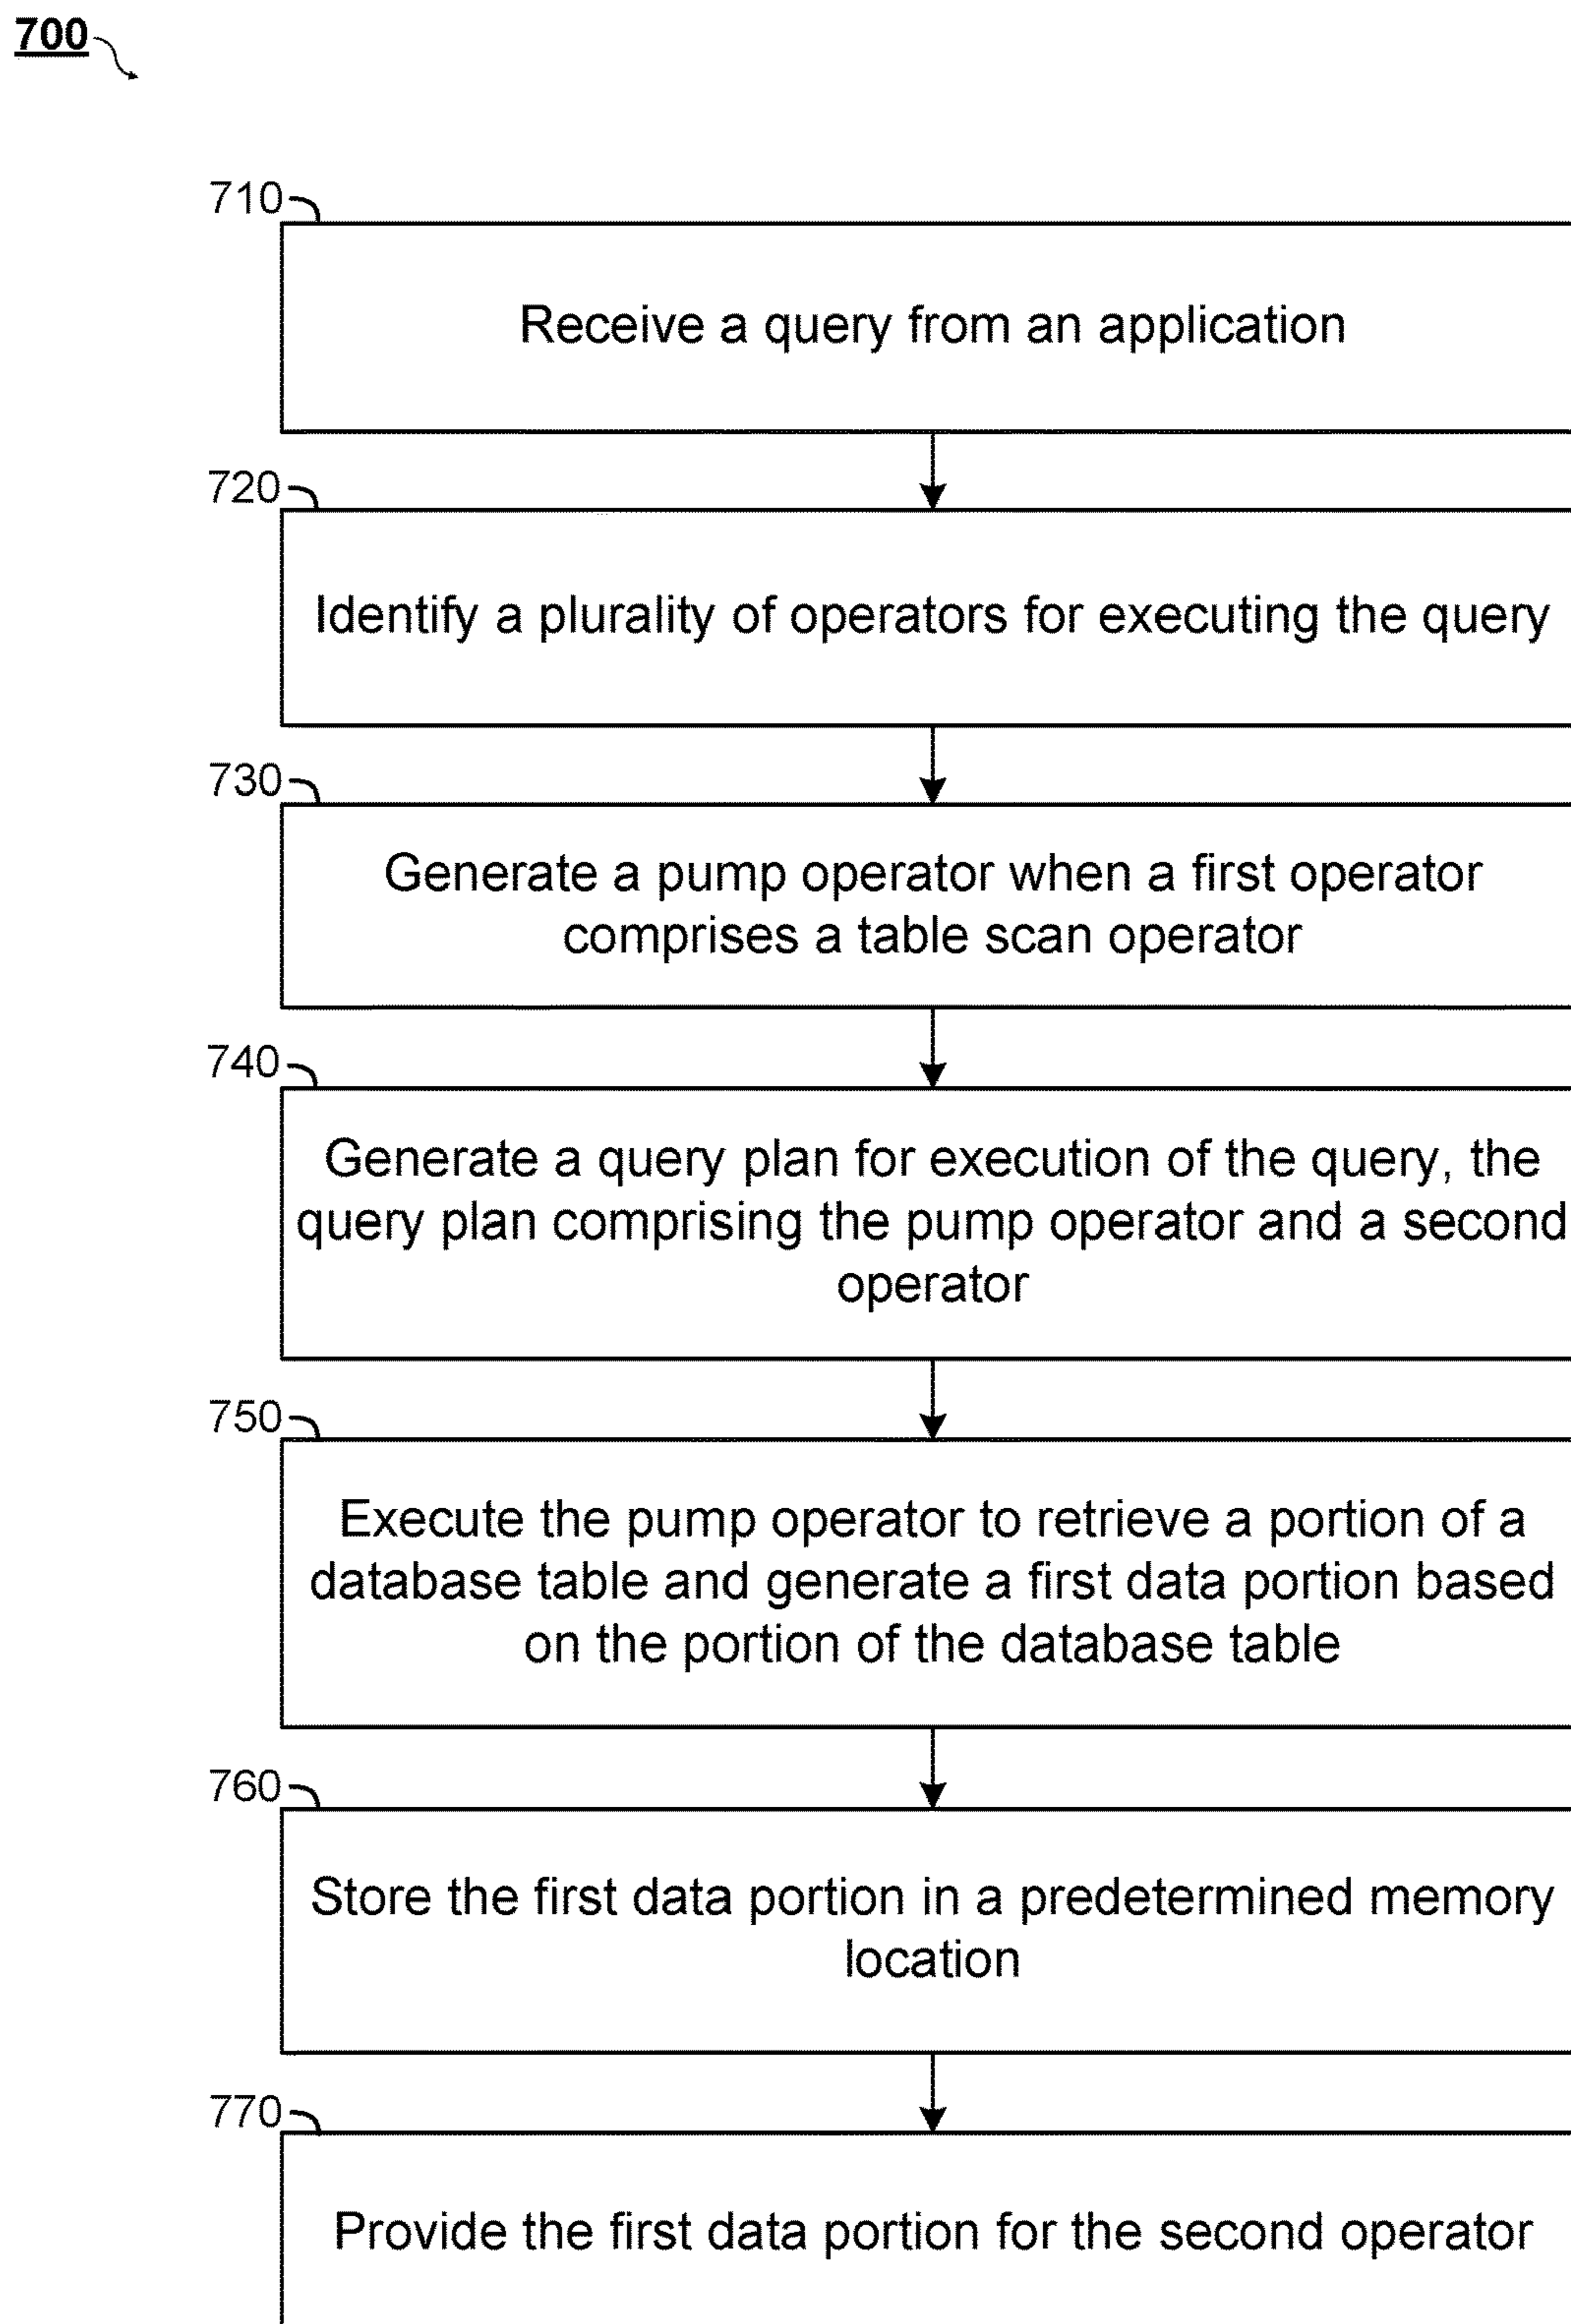 700
710
Receive a query from an application
720
Identify a plurality of operators for executing the query
730
Generate a pump operator when a first operator
comprises a table scan operator
740
Generate a query plan for execution of the query, the
query plan comprising the pump operator and a second
operator
750
Execute the pump operator to retrieve a portion of a
database table and generate a first data portion based
on the portion of the database table
760
Store the first data portion in a predetermined memory
location
770
Provide the first data portion for the second operator